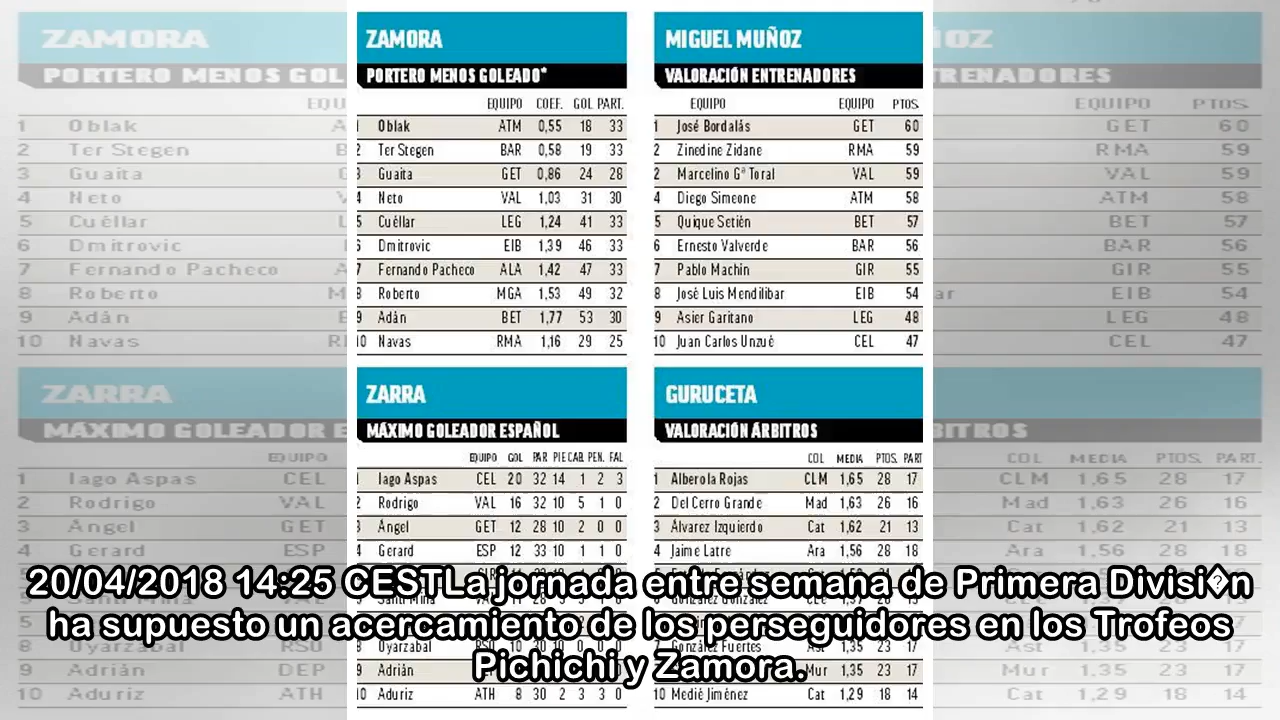 ZAMORA
PORTERO MENOS GOLEADO*
EQUIPO COEF. GOL PART.
1 Oblak ATM 0,55 18 33
2 Ter Stegen BAR 0,58 19 33
3 Guaita GET 0,86 24 28
4 Neto VAL 1,03 31 30
5 Cuéllar LEG 1,24 41 33
6 Dmitrovic EIB 1,39 46 33
7 Fernando Pacheco ALA 1,42 47 33
8 Roberto MGA 1,53 49 32
9 Adán BET 1,77 53 30
10 Navas RMA 1,16 29 25
MIGUEL MUÑOZ
VALORACIÓN ENTRENADORES
EQUIPO EQUIPO PTOS.
1 José Bordalás GET 60
2 Zinedine Zidane RMA 59
2 Marcelino Gª Toral VAL 59
4 Diego Simeone ATM 58
5 Quique Setién BET 57
6 Ernesto Valverde BAR 56
7 Pablo Machín GIR 55
8 José Luis Mendilibar EIB 54
9 Asier Garitano LEG 48
10 Juan Carlos Unzué CEL 47
ZARRA
MÁXIMO GOLEADOR ESPAÑOL
EQUIPO GOL PAR PIE CAB. PEN. FAL
1 Iago Aspas CEL 20 32 14 1 2 3
2 Rodrigo VAL 16 32 10 5 1 0
3 Ángel GET 12 28 10 2 0 0
4 Gerard ESP 12 33 10 1 1 0
8 Oyarzabal
9 Adrián DEP
10 Aduriz ATH 8 30 2 3 3 0
GURUCETA
VALORACIÓN ÁRBITROS
COL MEDIA PTOS. PART
1 Alberola Rojas CLM 1,65 28 17
2 Del Cerro Grande Mad 1,63 26 16
3 Álvarez Izquierdo Cat 1,62 21 13
4 Jaime Latre Ara 1,56 28 18
González Fuertes Ast 1,35 23 17
Mur 1,35 23 17
10 Medié Jiménez Cat 1,29 18 14
20/04/2018 14:25 CESTLa jornada entre semana de Primera Divisi�n
ha supuesto un acercamiento de los perseguidores en los Trofeos
Pichichi y Zamora.